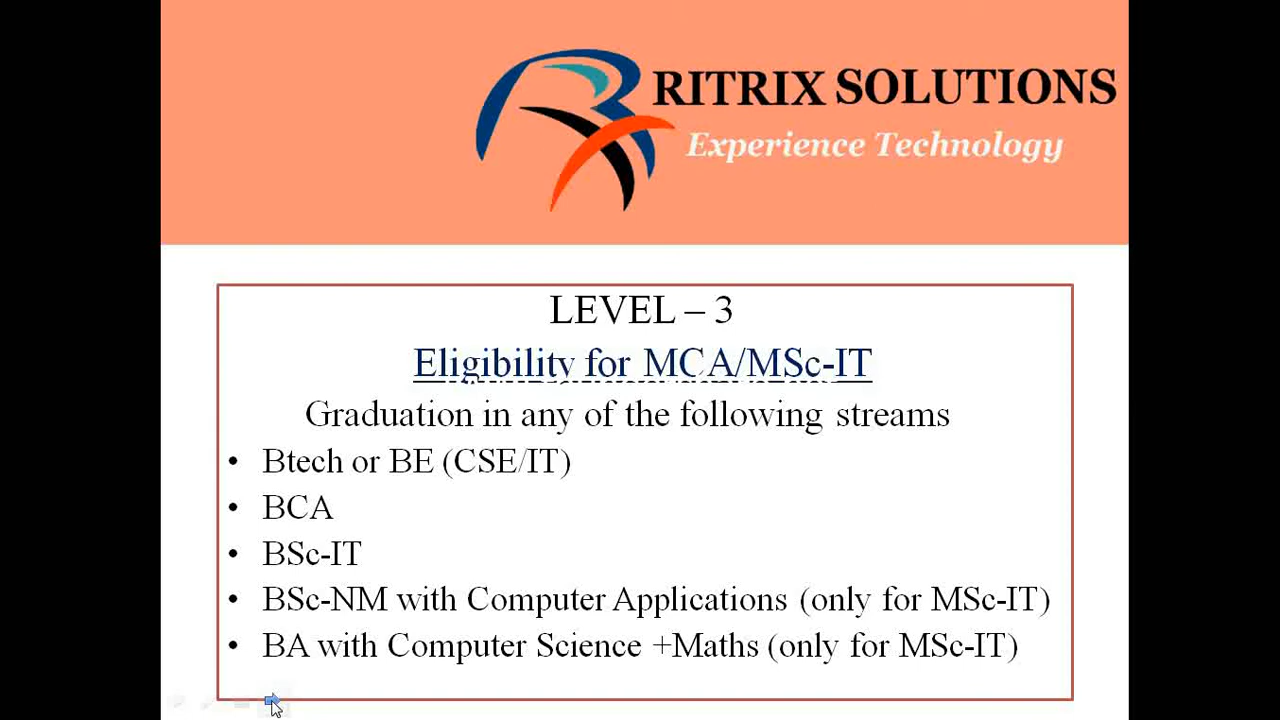 RITRIX SOLUTIONS
Experience Technology
LEVEL – 3
Eligibility for MCA/MSc-IT
Graduation in any of the following streams
• Btech or BE (CSE/IT)
• BCA
• BSc-IT
• BSc-NM with Computer Applications (only for MSc-IT)
• BA with Computer Science +Maths (only for MSc-IT)